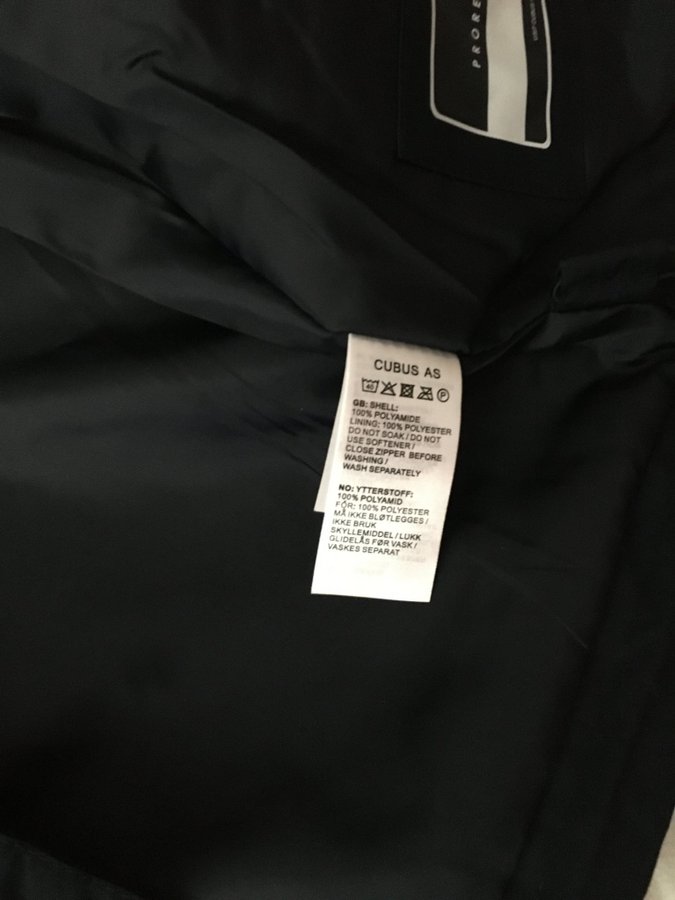 PRORE
CUBUS AS
40
P
GB: SHELL:
100% POLYAMIDE
LINING: 100% POLYESTER
DO NOT SOAK / DO NOT
USE SOFTENER /
CLOSE ZIPPER BEFORE
WASHING /
WASH SEPARATELY
NO: YTTERSTOFF:
100% POLYAMID
FÓR: 100% POLYESTER
MÅ IKKE BLØTLEGGES /
IKKE BRUK
SKYLLEMIDDEL / LUKK
GLIDELÅS FØR VASK /
VASKES SEPARAT